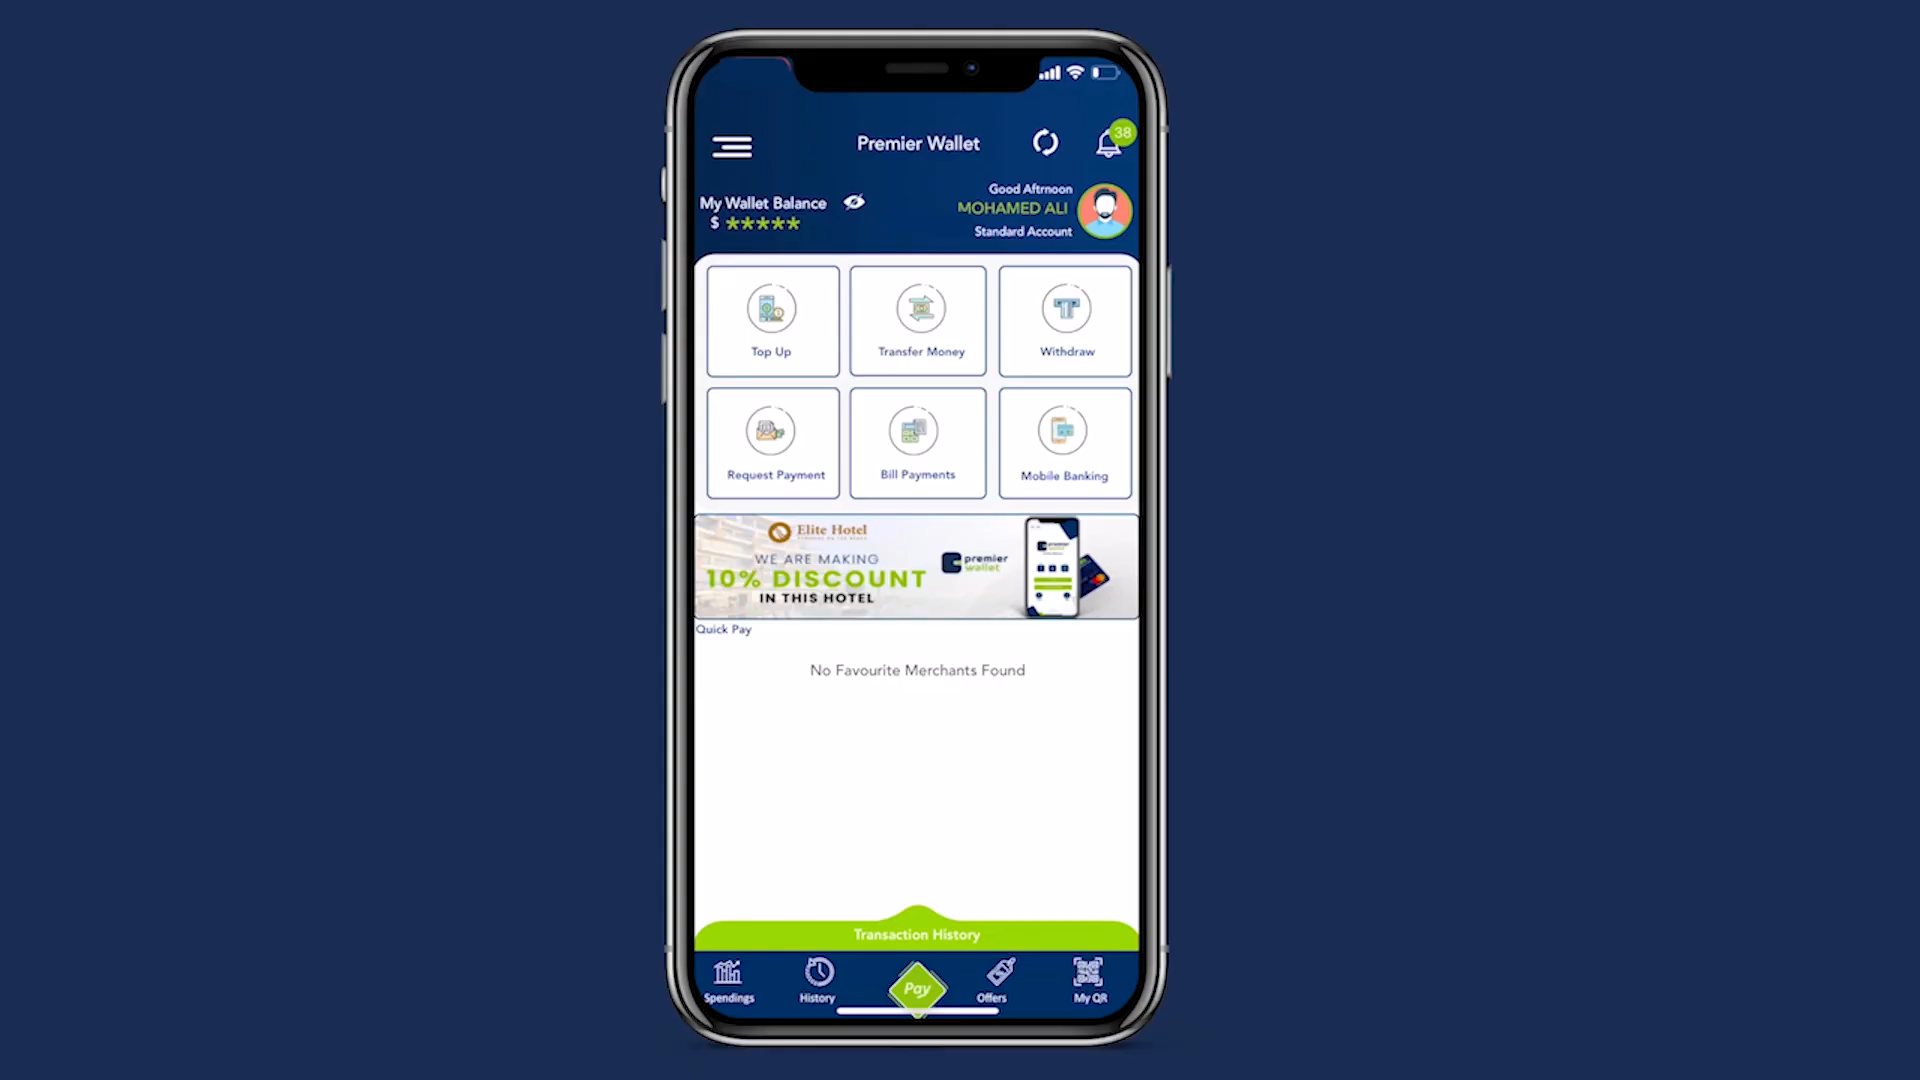 Premier Wallet
38
My Wallet Balance
$ *****
Good Aftrnoon
MOHAMED ALI
Standard Account
Top Up
Transfer Money
Withdraw
Request Payment
Bill Payments
Mobile Banking
Elite Hotel
WE ARE MAKING
10% DISCOUNT
IN THIS HOTEL
premier
wallet
Quick Pay
No Favourite Merchants Found
Transaction History
Spendings
History
Pay
Offers
My QR